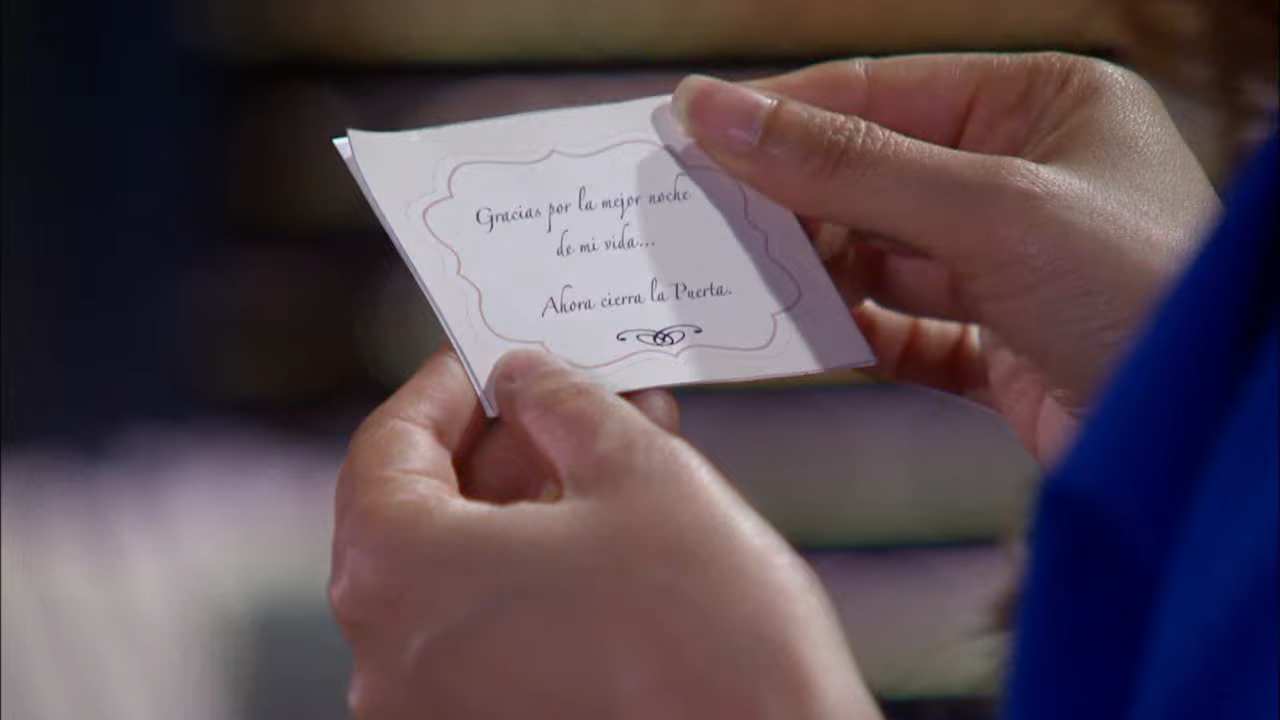 Gracias por la mejor noche
de mi vida...
Ahora cierra la Puerta.